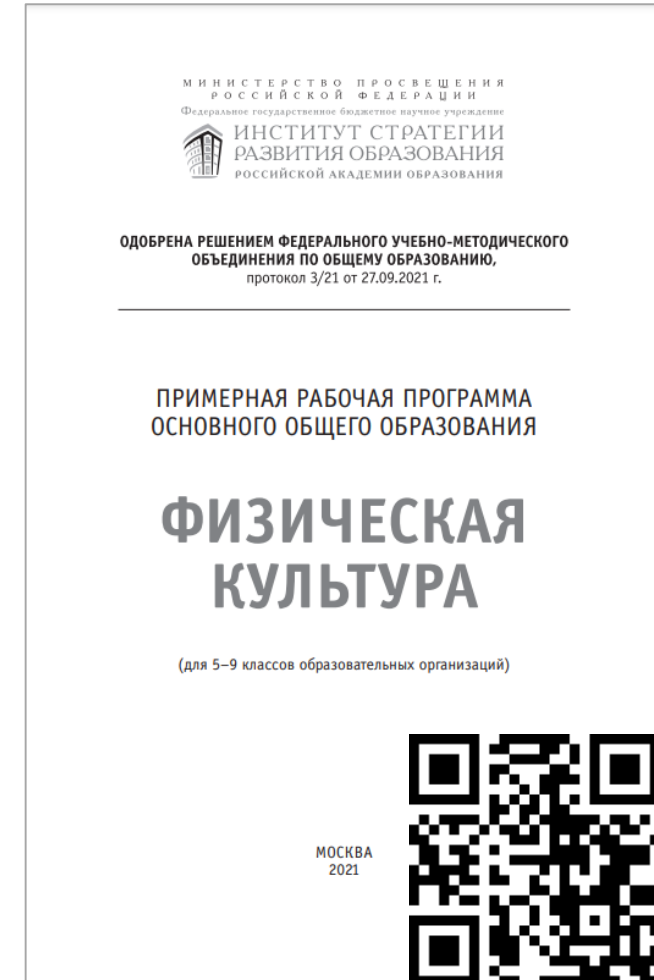 МИНИСТЕРСТВО ПРОСВЕЩЕНИЯ
РОССИЙСКОЙ ФЕДЕРАЦИИ
Федеральное государственное бюджетное научное учреждение
ИНСТИТУТ СТРАТЕГИИ
РАЗВИТИЯ ОБРАЗОВАНИЯ
РОССИЙСКОЙ АКАДЕМИИ ОБРАЗОВАНИЯ
ОДОБРЕНА РЕШЕНИЕМ ФЕДЕРАЛЬНОГО УЧЕБНО-МЕТОДИЧЕСКОГО
ОБЪЕДИНЕНИЯ ПО ОБЩЕМУ ОБРАЗОВАНИЮ,
протокол 3/21 от 27.09.2021 г.
ПРИМЕРНАЯ РАБОЧАЯ ПРОГРАММА
ОСНОВНОГО ОБЩЕГО ОБРАЗОВАНИЯ
ФИЗИЧЕСКАЯ
КУЛЬТУРА
(для 5–9 классов образовательных организаций)
МОСКВА
2021